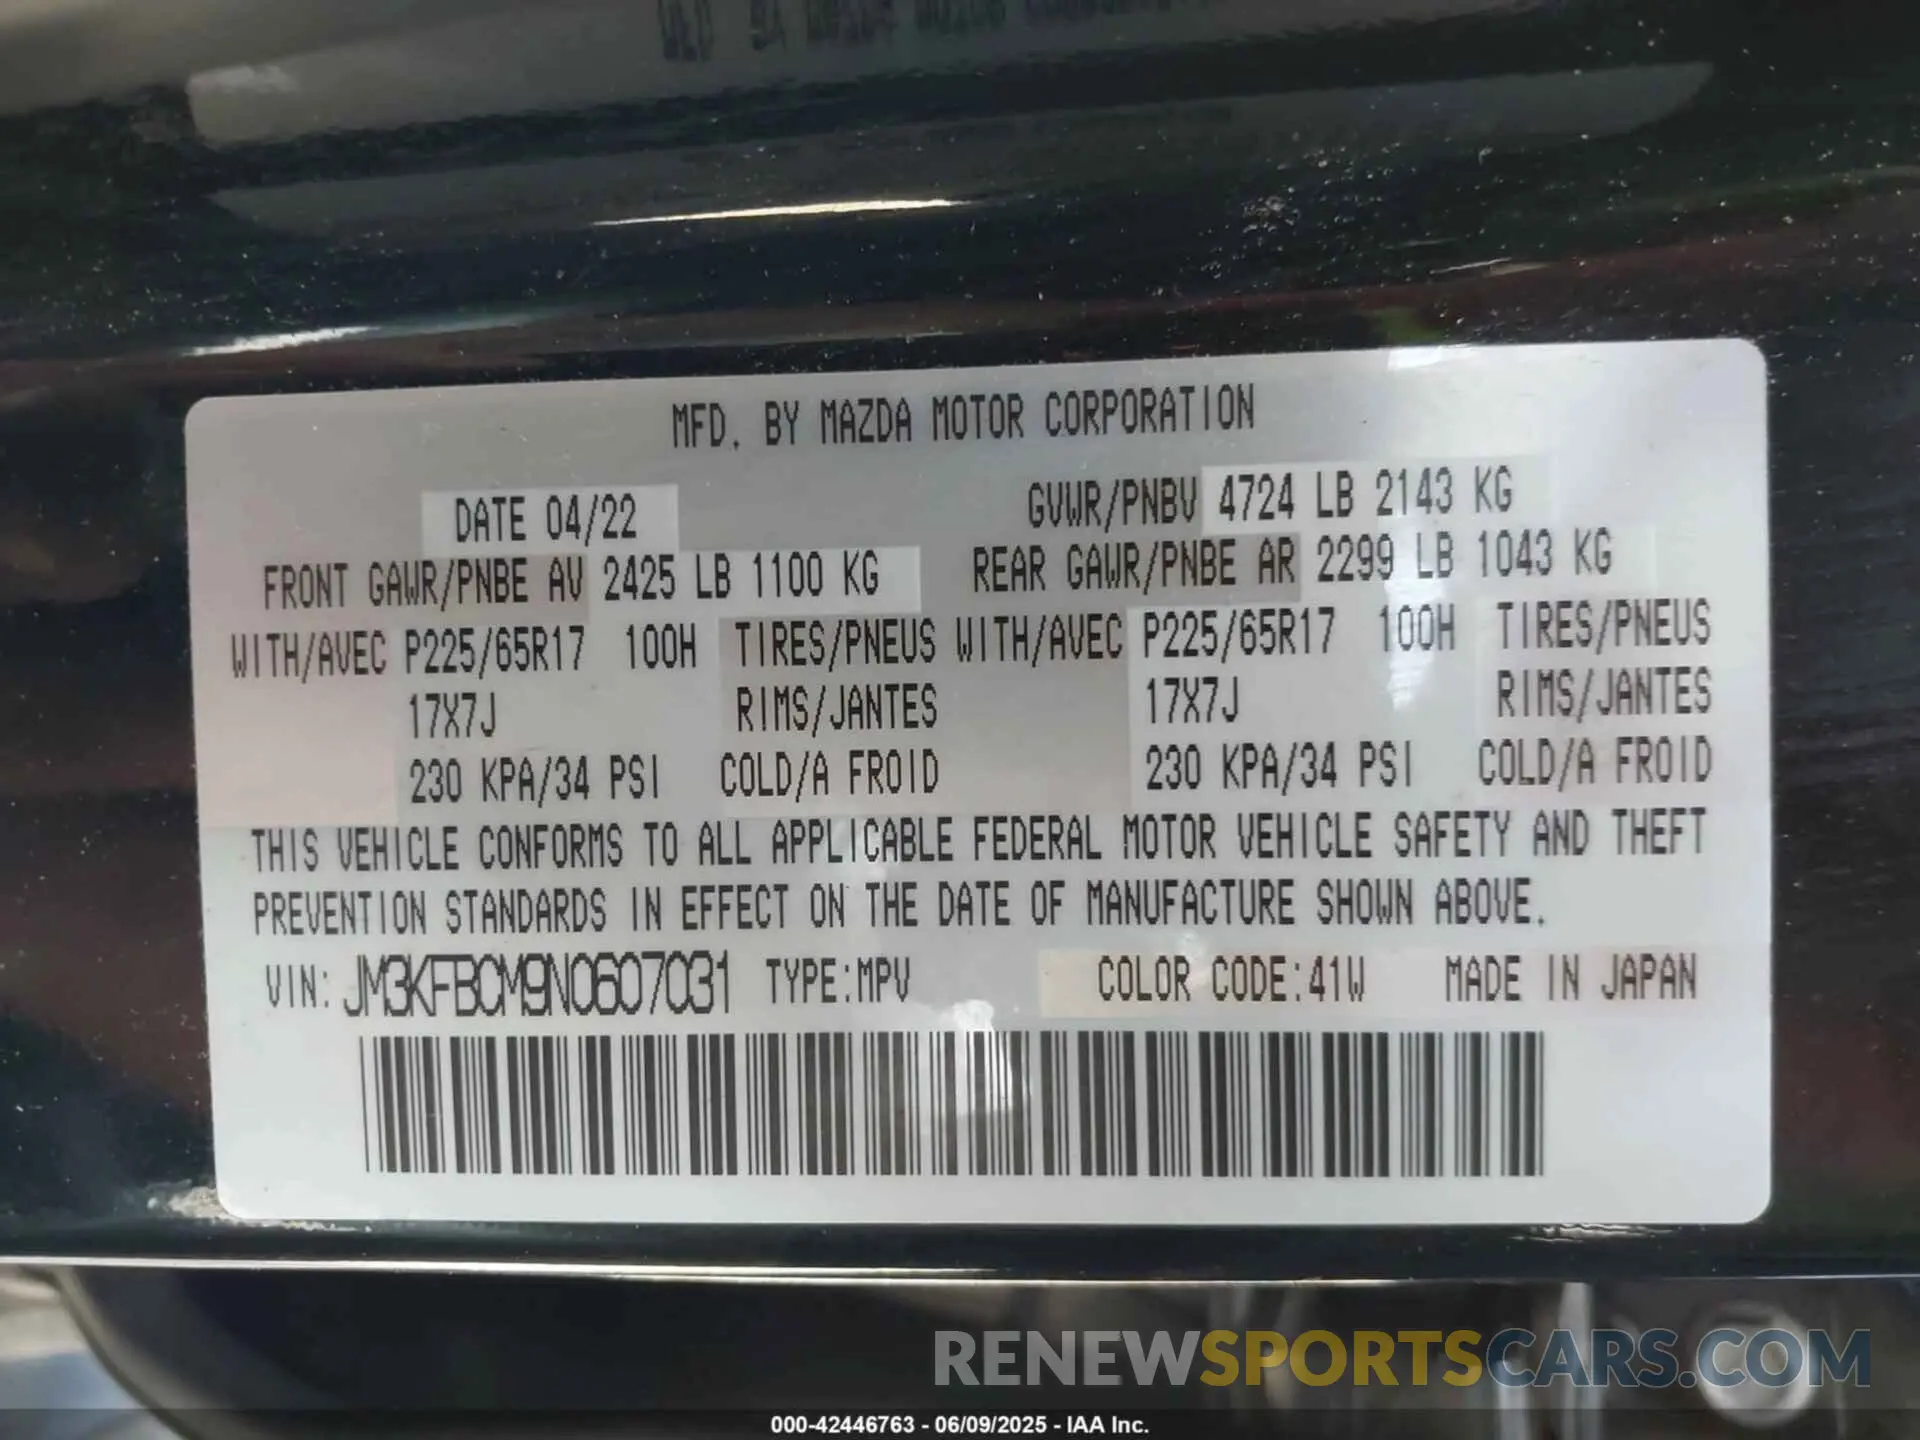 MFD. BY MAZDA MOTOR CORPORATION
DATE 04/22 GVWR/PNBV 4724 LB 2143 KG
FRONT GAWR/PNBE AV 2425 LB 1100 KG REAR GAWR/PNBE AR 2299 LB 1043 KG
WITH/AVEC P225/65R17 100H TIRES/PNEUS WITH/AVEC P225/65R17 100H TIRES/PNEUS
17X7J RIMS/JANTES 17X7J RIMS/JANTES
230 KPA/34 PSI COLD/A FROID 230 KPA/34 PSI COLD/A FROID
THIS VEHICLE CONFORMS TO ALL APPLICABLE FEDERAL MOTOR VEHICLE SAFETY AND THEFT
PREVENTION STANDARDS IN EFFECT ON THE DATE OF MANUFACTURE SHOWN ABOVE.
VIN: JM3KFBCM9N0607031 TYPE:MPV COLOR CODE:41W MADE IN JAPAN
RENEWSPORTSCARS.COM
000-42446763 - 06/09/2025 - IAA Inc.